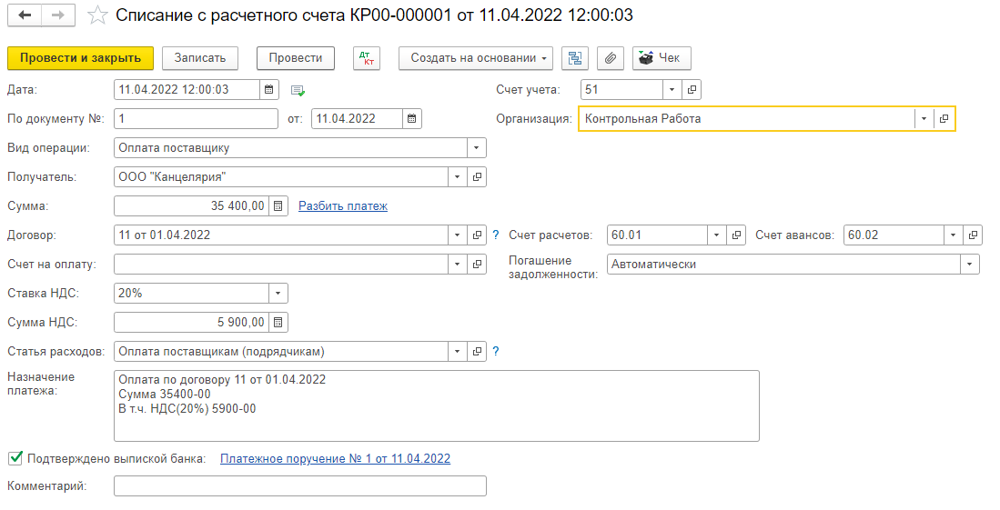 Списание с расчетного счета КР00-000001 от 11.04.2022 12:00:03
Провести и закрыть Записать Провести Дт Кт Создать на основании Чек
Дата: 11.04.2022 12:00:03 Счет учета: 51
По документу №: 1 от: 11.04.2022 Организация: Контрольная Работа
Вид операции: Оплата поставщику
Получатель: ООО "Канцелярия"
Сумма: 35 400,00 Разбить платеж
Договор: 11 от 01.04.2022 ? Счет расчетов: 60.01 Счет авансов: 60.02
Счет на оплату: Погашение задолженности: Автоматически
Ставка НДС: 20%
Сумма НДС: 5 900,00
Статья расходов: Оплата поставщикам (подрядчикам) ?
Назначение платежа:
Оплата по договору 11 от 01.04.2022
Сумма 35400-00
В т.ч. НДС(20%) 5900-00
Подтверждено выпиской банка: Платежное поручение № 1 от 11.04.2022
Комментарий: